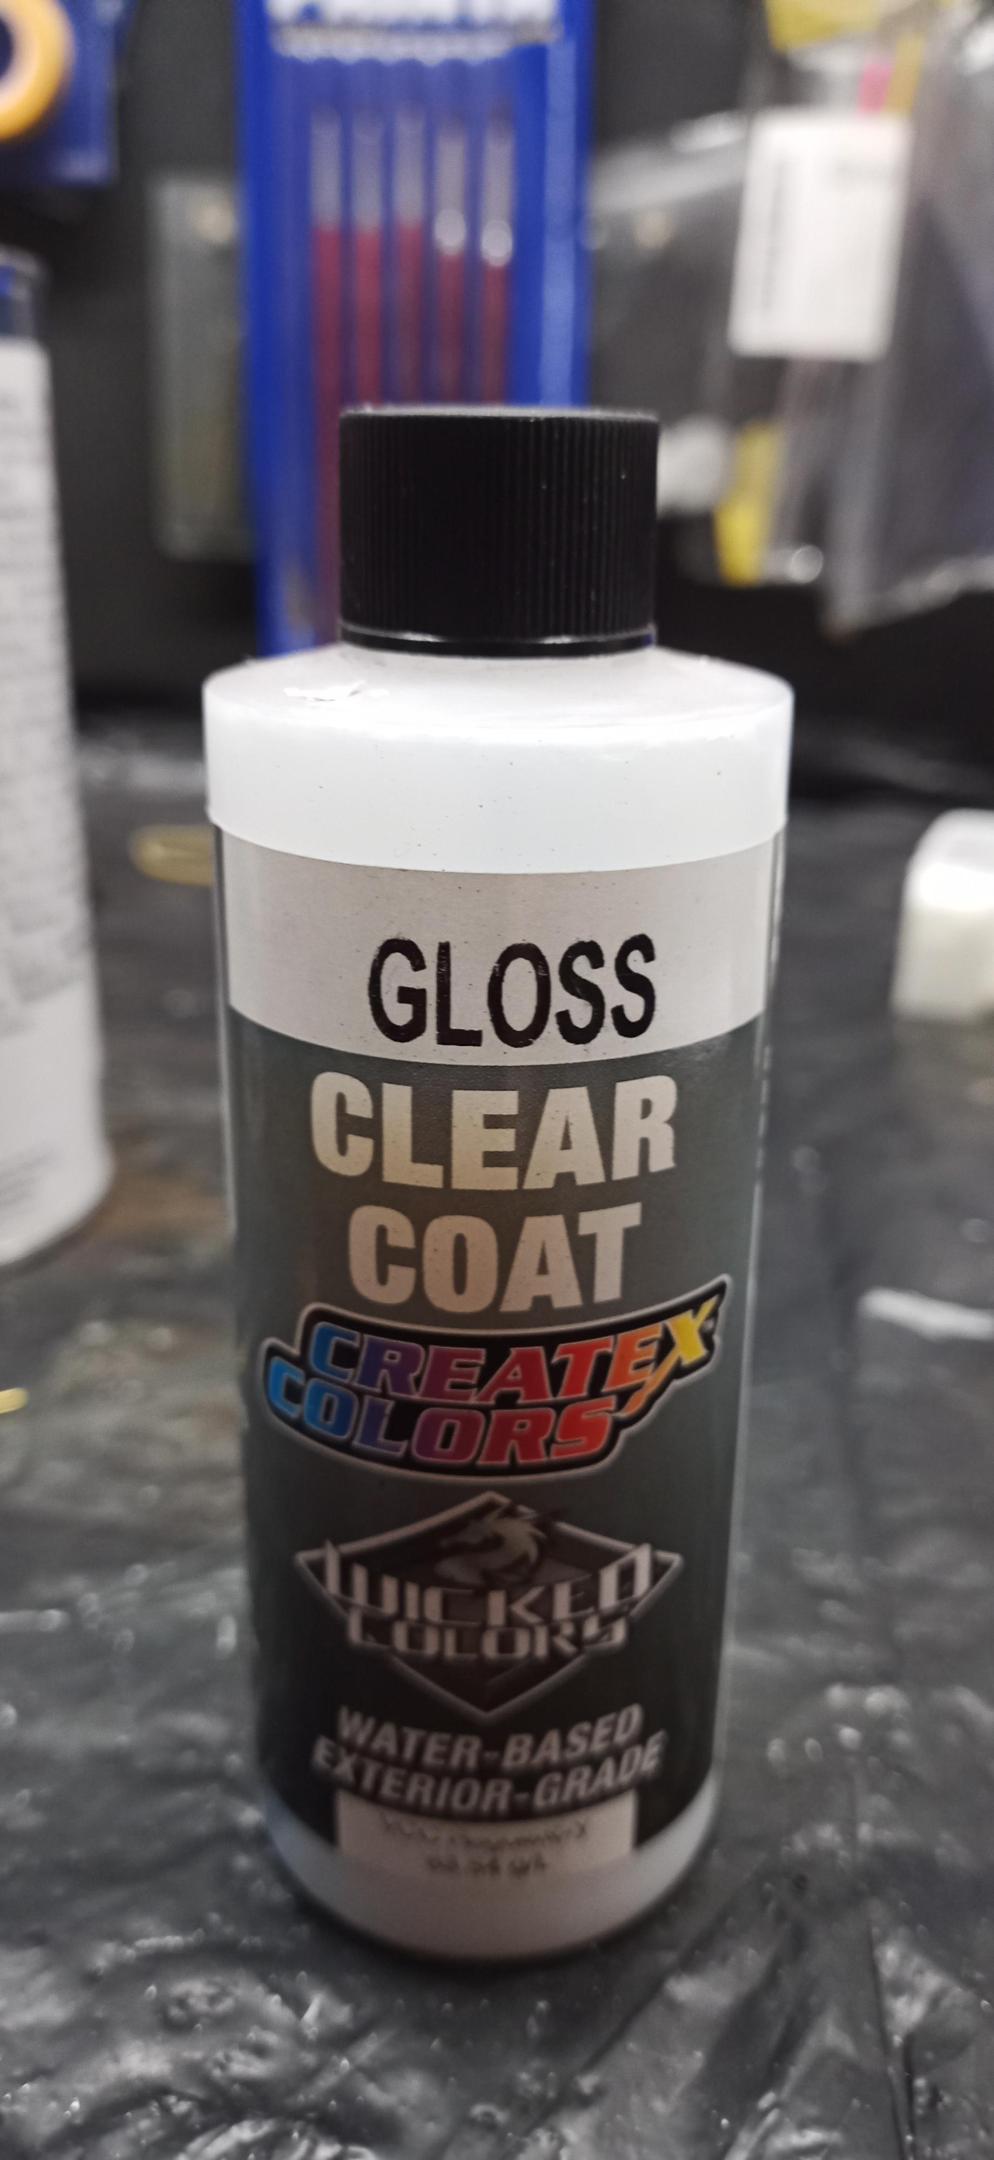 GLOSS
CLEAR
COAT
CREATEX
COLORS
WICKED
COLORS
WATER-BASED
EXTERIOR-GRADE